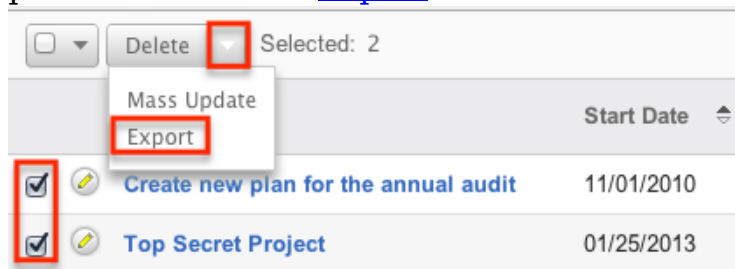 Delete Selected: 2
Mass Update
Export
Start Date
Create new plan for the annual audit 11/01/2010
Top Secret Project 01/25/2013